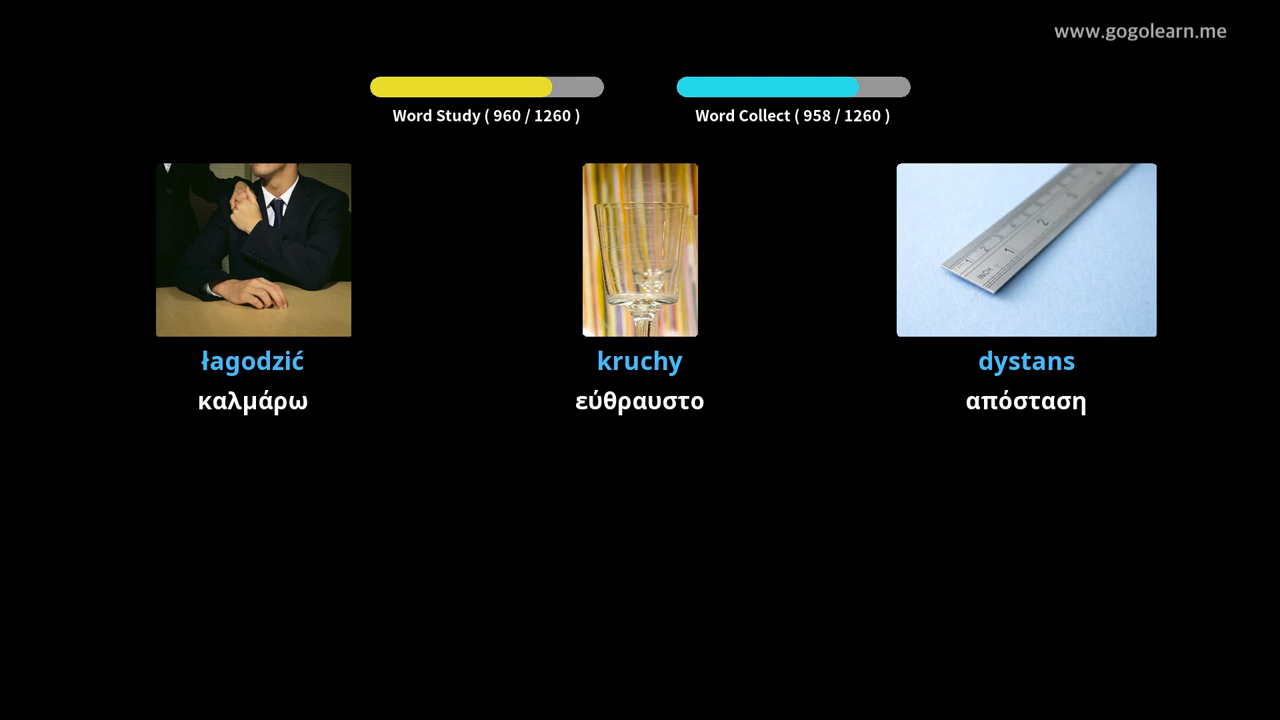 www.gogolearn.me
Word Study ( 960 / 1260 )
Word Collect ( 958 / 1260 )
łagodzić
kruchy
dystans
καλμάρω
εύθραυστο
απόσταση